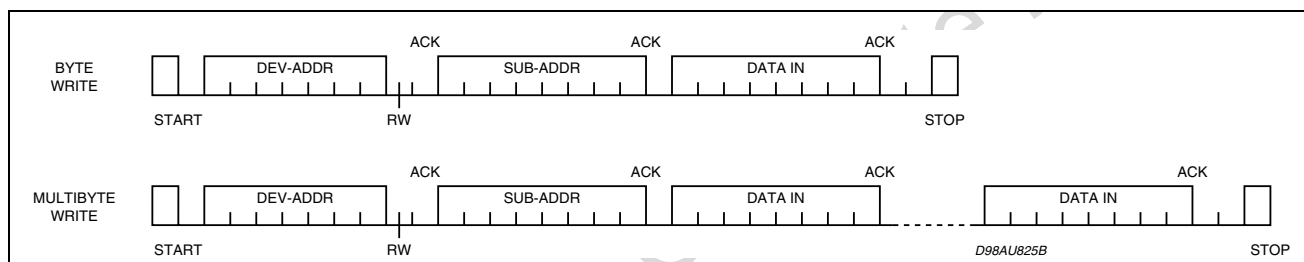 ACK ACK ACK
BYTE WRITE DEV-ADDR SUB-ADDR DATA IN
START RW STOP
ACK ACK ACK ACK
MULTIBYTE WRITE DEV-ADDR SUB-ADDR DATA IN DATA IN
START RW D98AU825B STOP